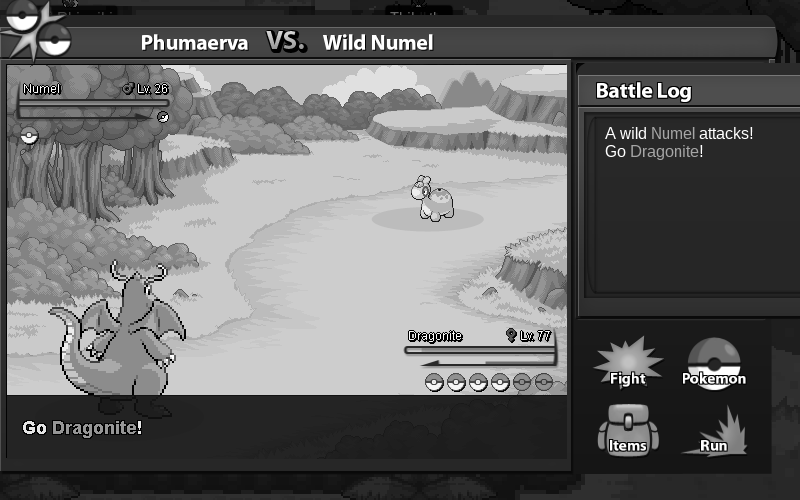 Phumaerva VS. Wild Numel
Numel Lv. 26
Battle Log
A wild Numel attacks!
Go Dragonite!
Dragonite Lv. 77
Go Dragonite!
Fight
Pokemon
Items
Run